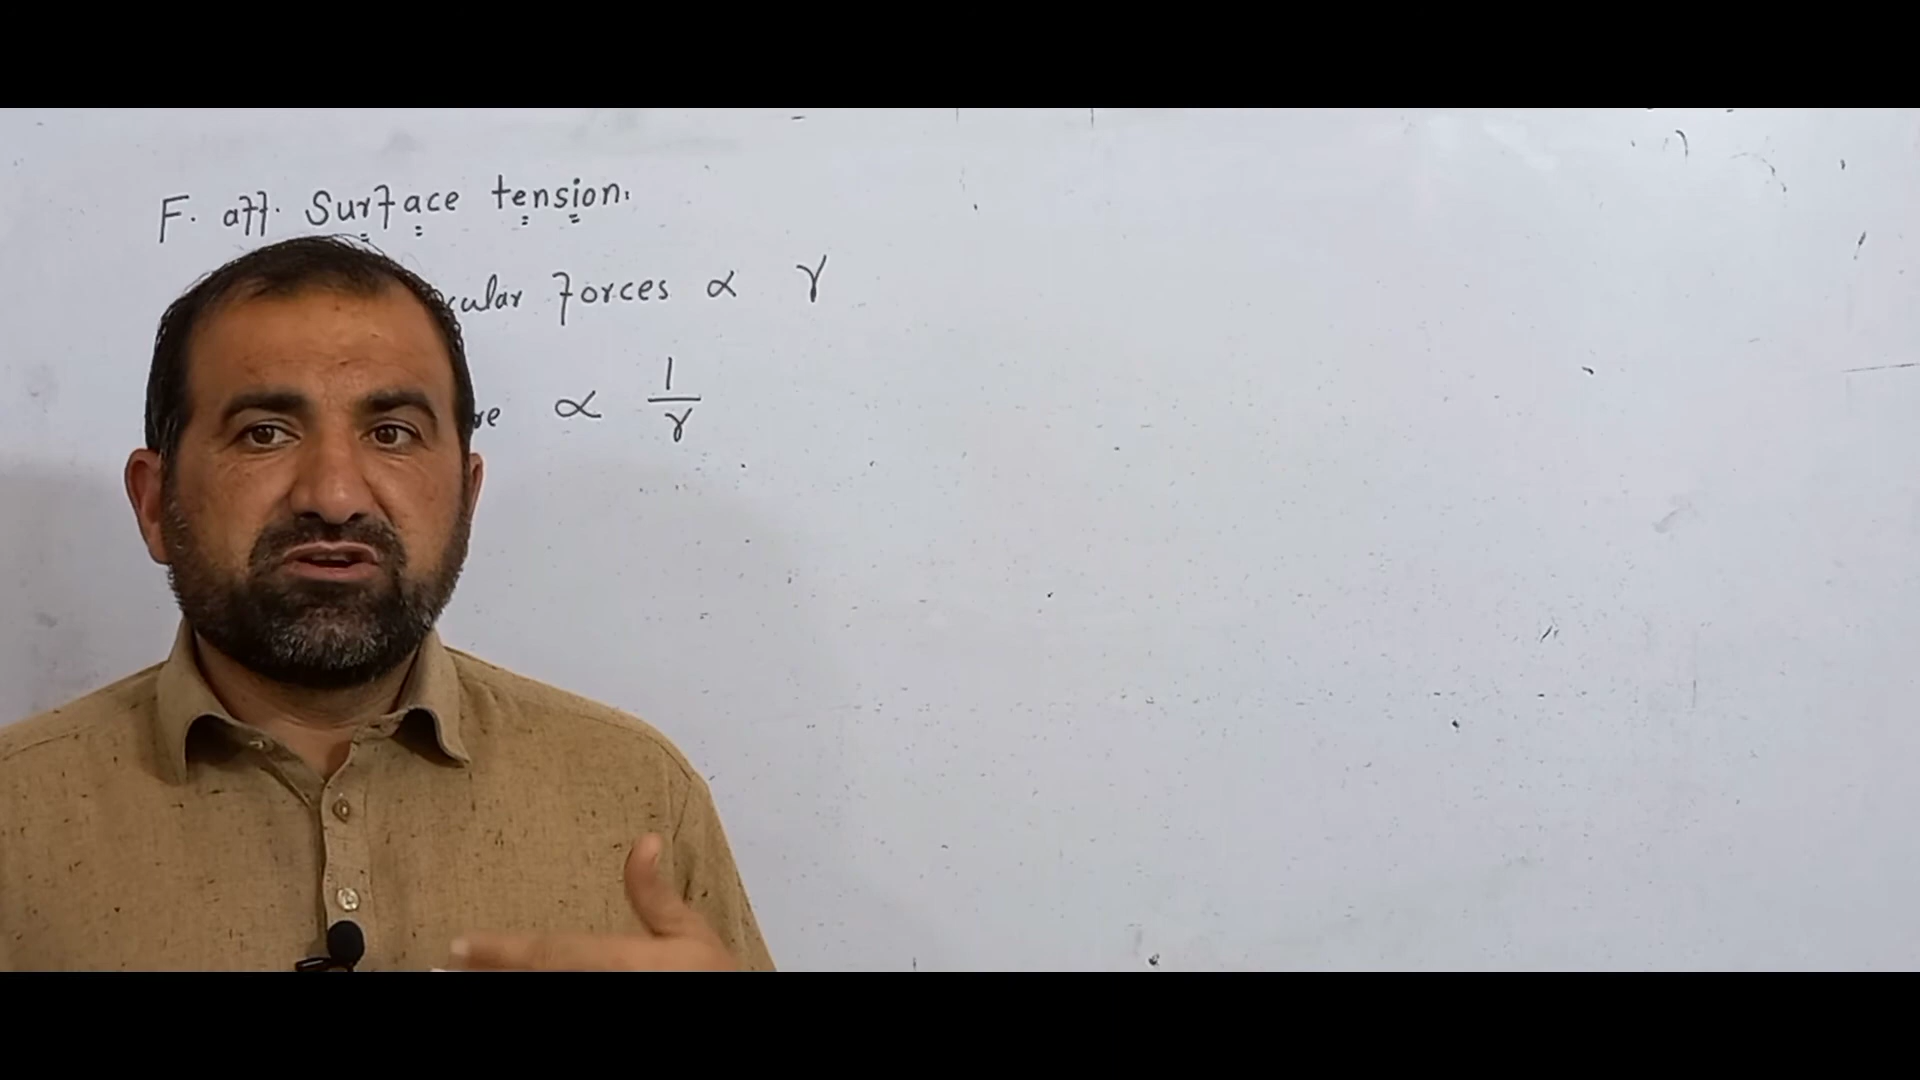 F. aff. Surface tension.
cular forces ∝ γ
re ∝ 1/γ